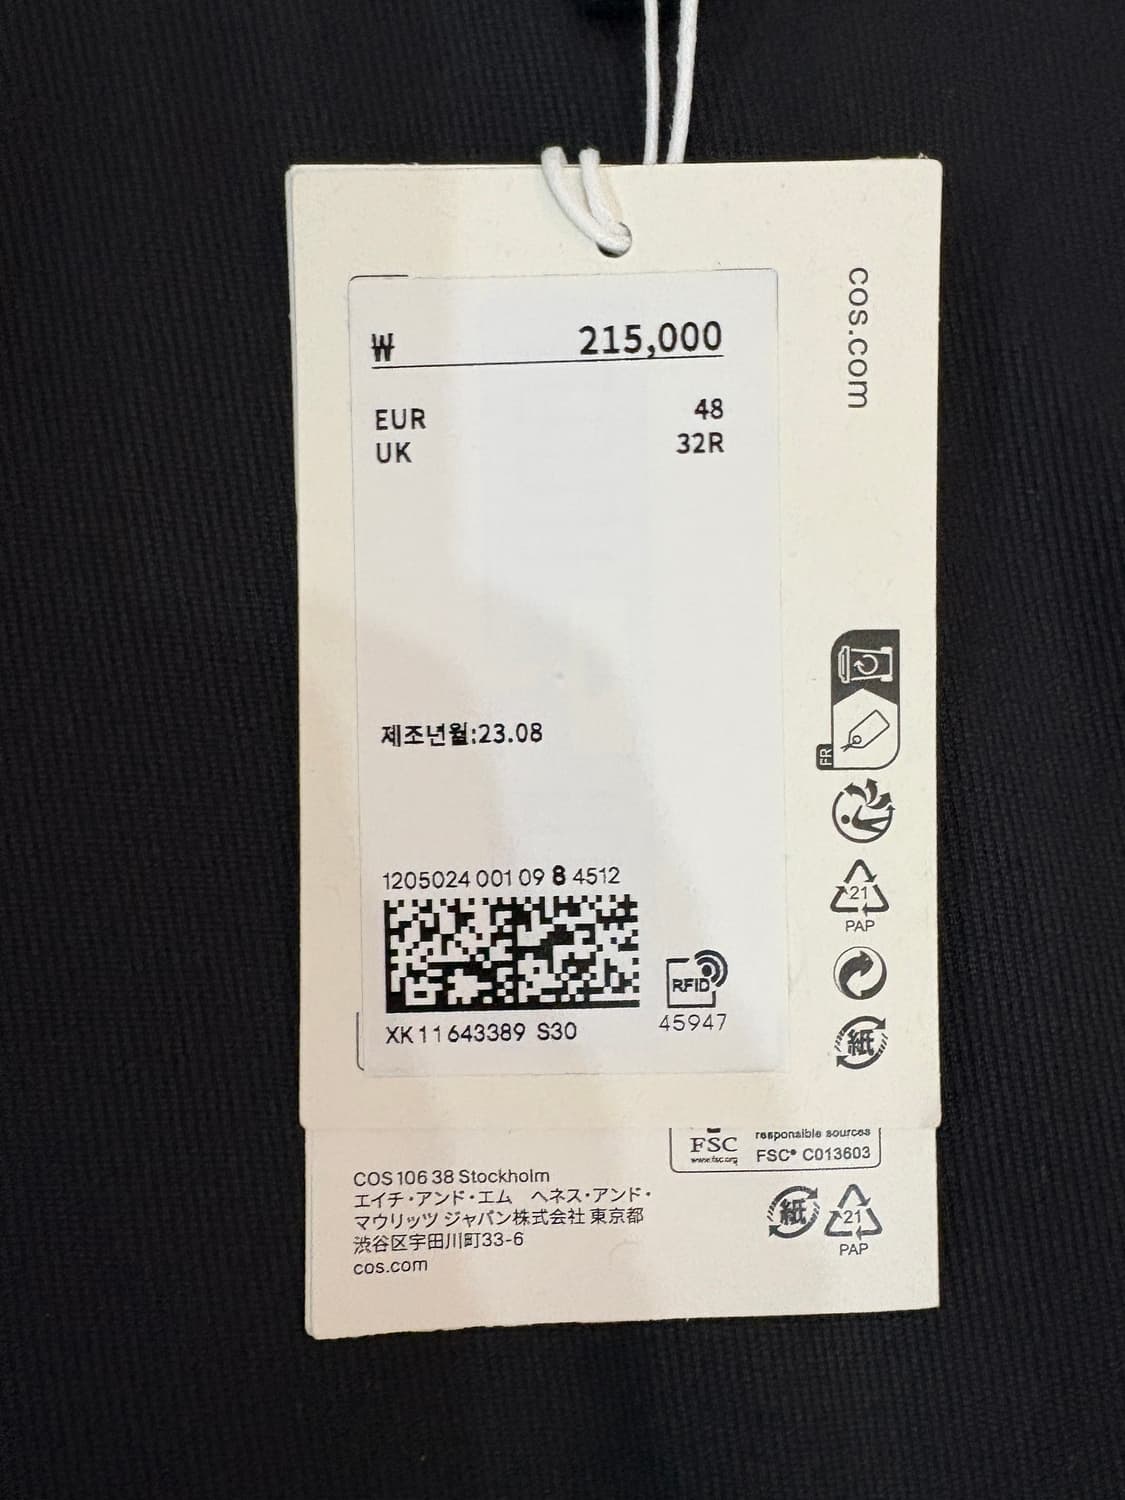 cos.com
₩ 215,000
EUR 48
UK 32R
제조년월:23.08
1205024 001 09 8 4512
XK11643389 S30
RFID
45947
FR
21
PAP
紙
FSC
www.fsc.org
responsible sources
FSC® C013603
COS 106 38 Stockholm
エイチ・アンド・エム ヘネス・アンド・
マウリッツ ジャパン株式会社 東京都
渋谷区宇田川町33-6
cos.com
紙
21
PAP